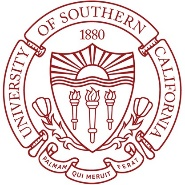 UNIVERSITY OF SOUTHERN CALIFORNIA
1880
PALMAM QUI MERUIT FERAT